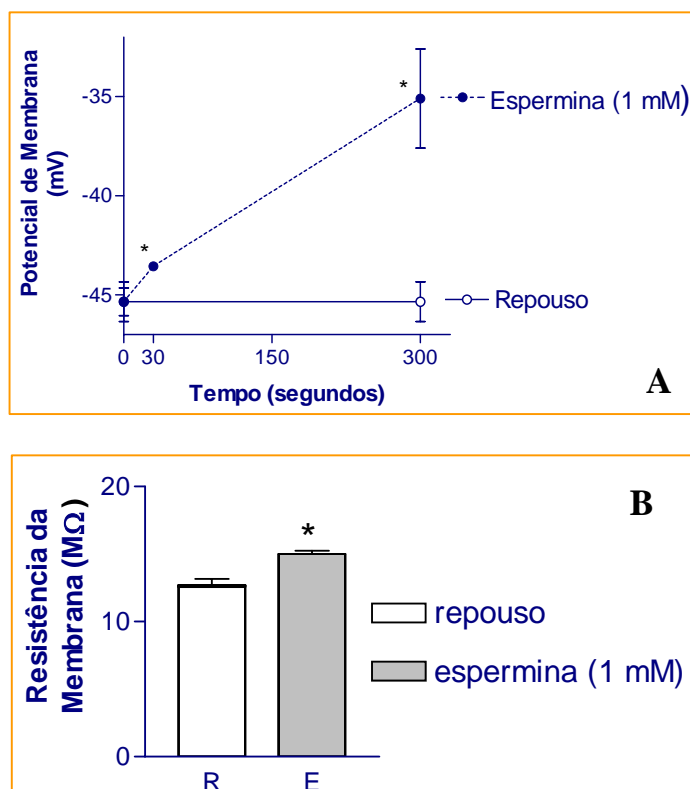 Potencial de Membrana
(mV)
-35
-40
-45
*
*
Espermina (1 mM)
Repouso
0 30 150 300
Tempo (segundos)
A
Resistência da
Membrana (MΩ)
20
10
0
*
B
repouso
espermina (1 mM)
R E